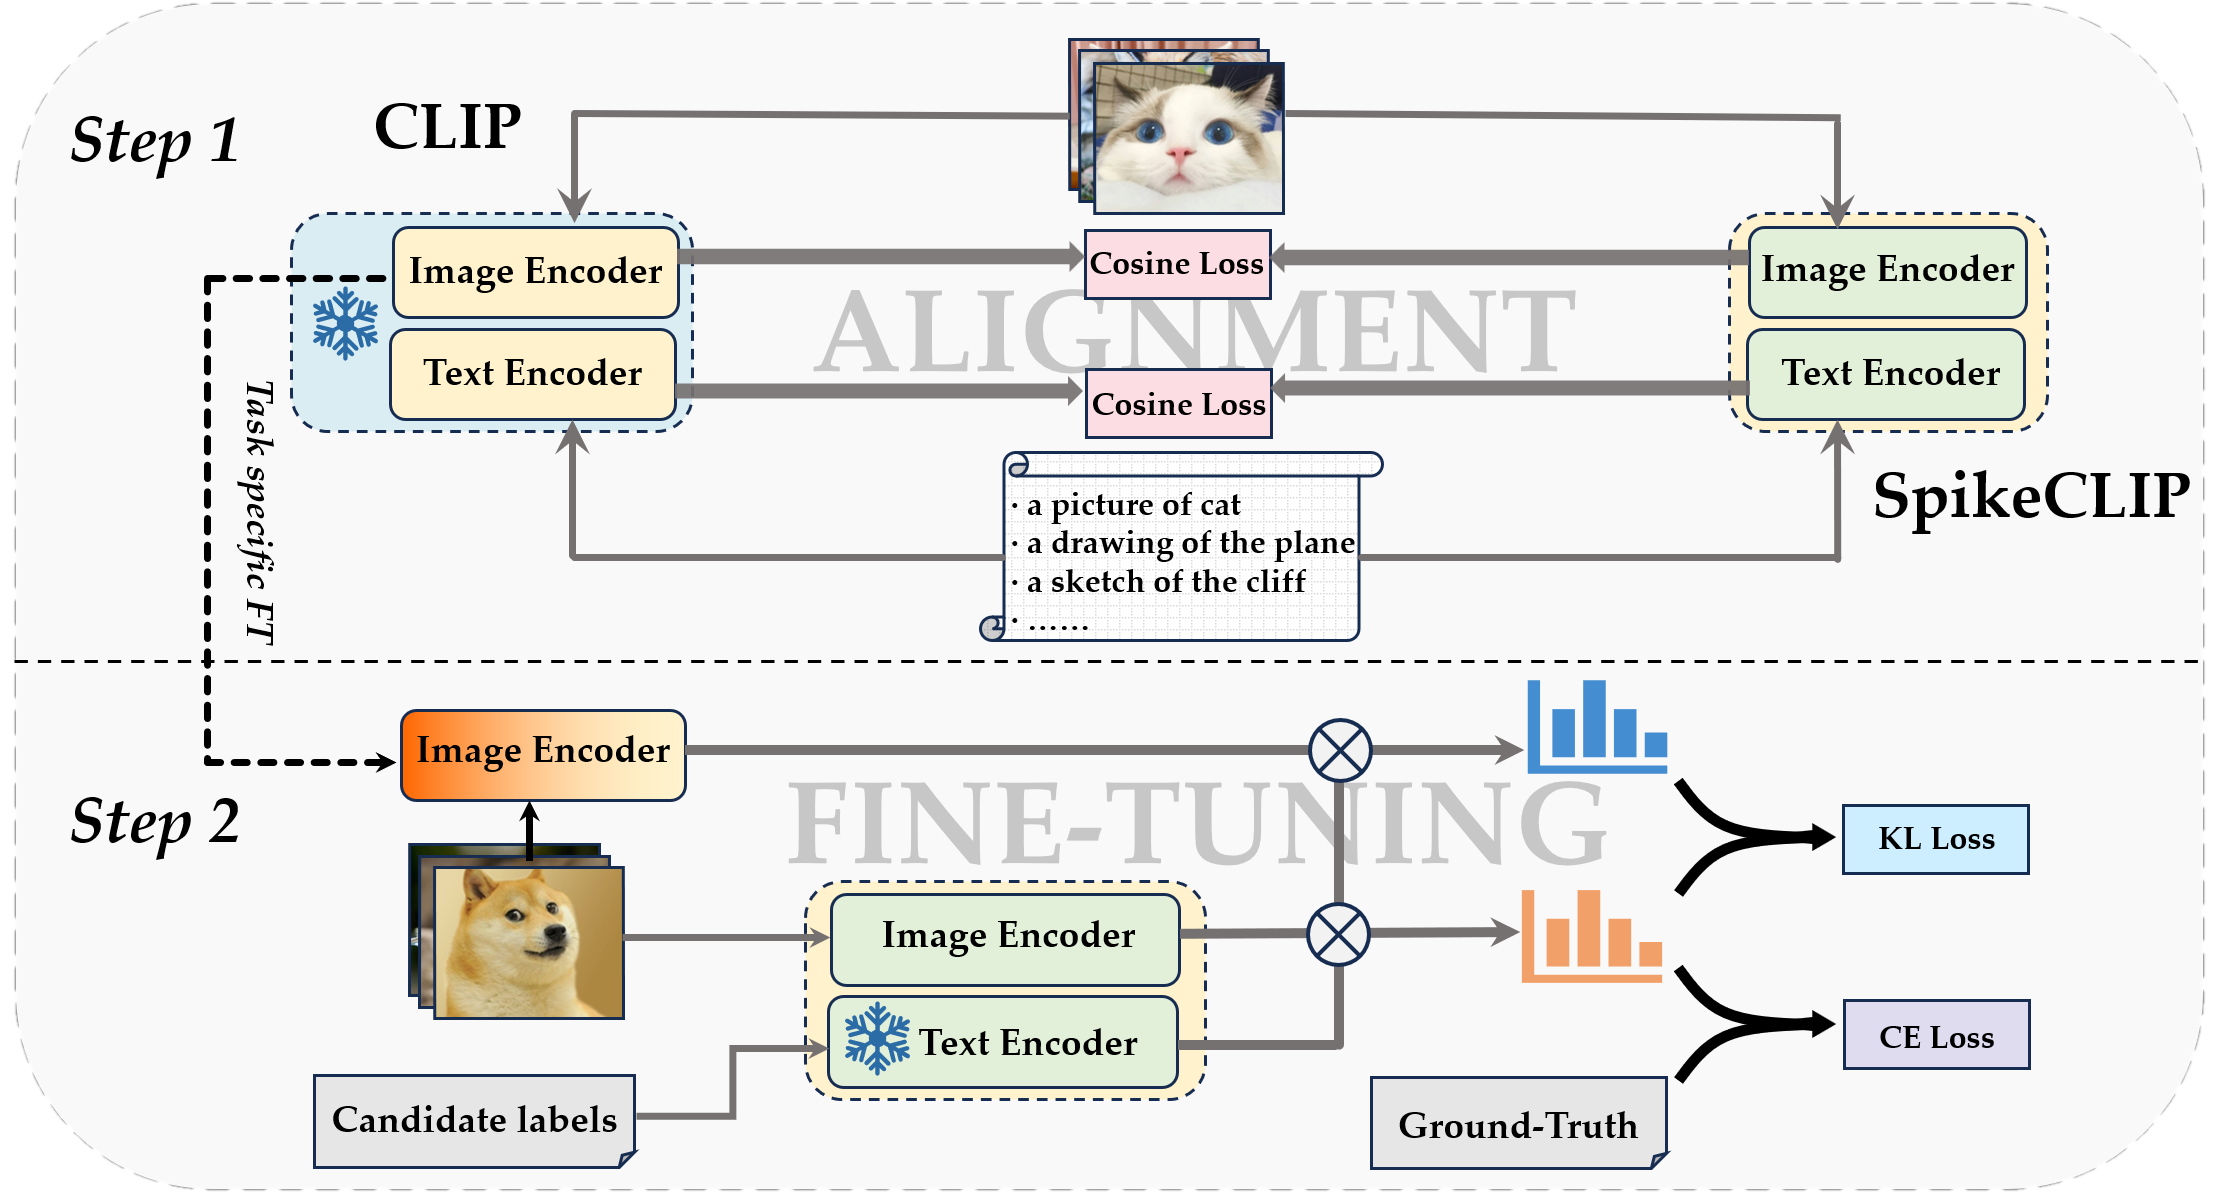 Step 1
CLIP
Image Encoder
Cosine Loss
Image Encoder
ALIGNMENT
Text Encoder
Cosine Loss
Text Encoder
Task specific FT
SpikeCLIP
· a picture of cat
· a drawing of the plane
· a sketch of the cliff
· ......
Step 2
Image Encoder
FINE-TUNING
KL Loss
Image Encoder
Text Encoder
CE Loss
Candidate labels
Ground-Truth